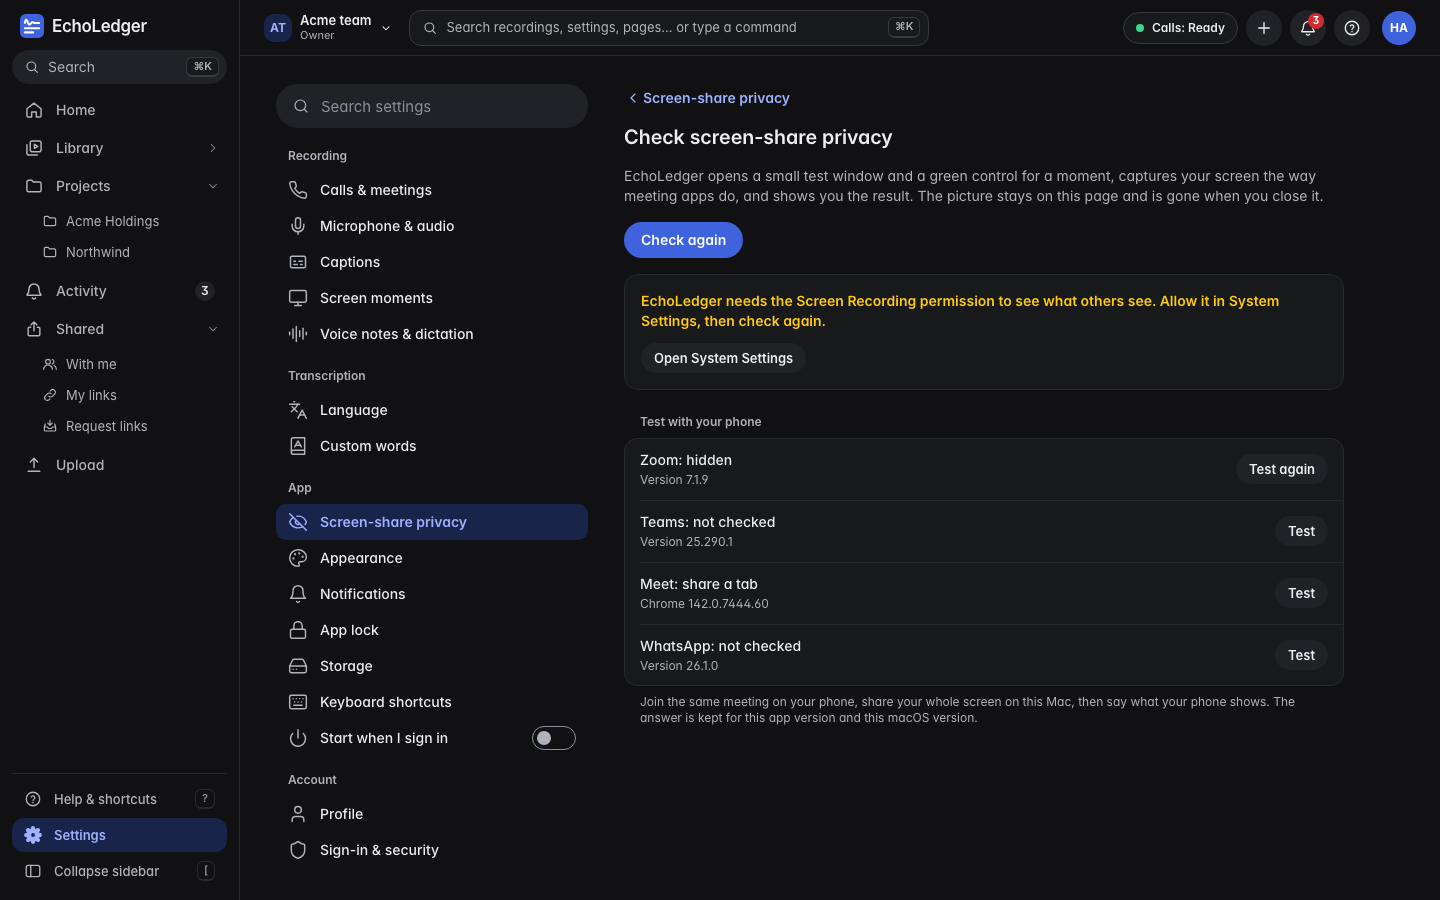 EchoLedger
Search
⌘K
Home
Library
Projects
Acme Holdings
Northwind
Activity
3
Shared
With me
My links
Request links
Upload
Help & shortcuts
?
Settings
Collapse sidebar
[
AT
Acme team
Owner
Search recordings, settings, pages... or type a command
⌘K
Calls: Ready
3
HA
Search settings
Recording
Calls & meetings
Microphone & audio
Captions
Screen moments
Voice notes & dictation
Transcription
Language
Custom words
App
Screen-share privacy
Appearance
Notifications
App lock
Storage
Keyboard shortcuts
Start when I sign in
Account
Profile
Sign-in & security
Screen-share privacy
Check screen-share privacy
EchoLedger opens a small test window and a green control for a moment, captures your screen the way
meeting apps do, and shows you the result. The picture stays on this page and is gone when you close it.
Check again
EchoLedger needs the Screen Recording permission to see what others see. Allow it in System
Settings, then check again.
Open System Settings
Test with your phone
Zoom: hidden
Version 7.1.9
Test again
Teams: not checked
Version 25.290.1
Test
Meet: share a tab
Chrome 142.0.7444.60
Test
WhatsApp: not checked
Version 26.1.0
Test
Join the same meeting on your phone, share your whole screen on this Mac, then say what your phone shows. The
answer is kept for this app version and this macOS version.